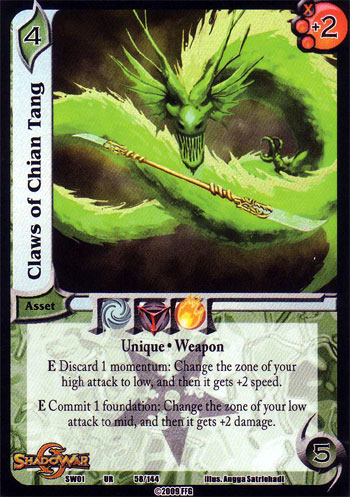 4
X
+2
Claws of Chian Tang
Asset
Unique • Weapon
E Discard 1 momentum: Change the zone of your
high attack to low, and then it gets +2 speed.
E Commit 1 foundation: Change the zone of your low
attack to mid, and then it gets +2 damage.
5
SHADOWAR
SW01 UR 58/144 illus. Angga Satriohadi
©2009 FFG